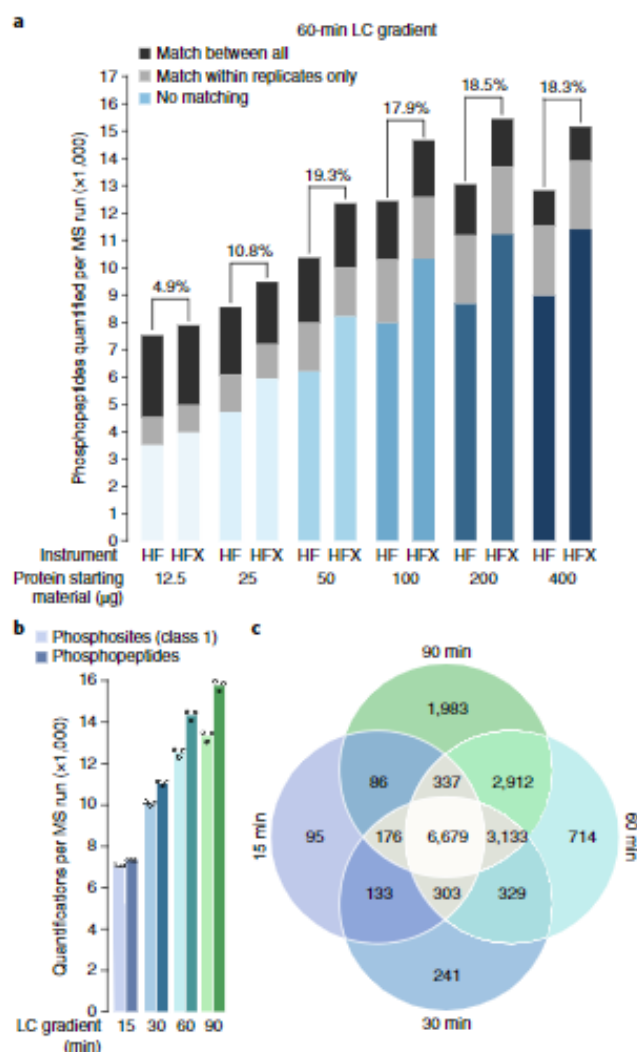 a
60-min LC gradient
Match between all
Match within replicates only
No matching
Phosphopeptides quantified per MS run (×1,000)
17
16
15
14
13
12
11
10
9
8
7
6
5
4
3
2
1
0
4.9%
10.8%
19.3%
17.9%
18.5%
18.3%
Instrument HF HFX HF HFX HF HFX HF HFX HF HFX HF HFX
Protein starting material (µg) 12.5 25 50 100 200 400
b
Phosphosites (class 1)
Phosphopeptides
Quantifications per MS run (×1,000)
16
14
12
10
8
6
4
2
0
LC gradient (min) 15 30 60 90
c
90 min
1,983
86 337 2,912
15 min
95 176 6,679 3,133 714
60 min
133 303 329
241
30 min